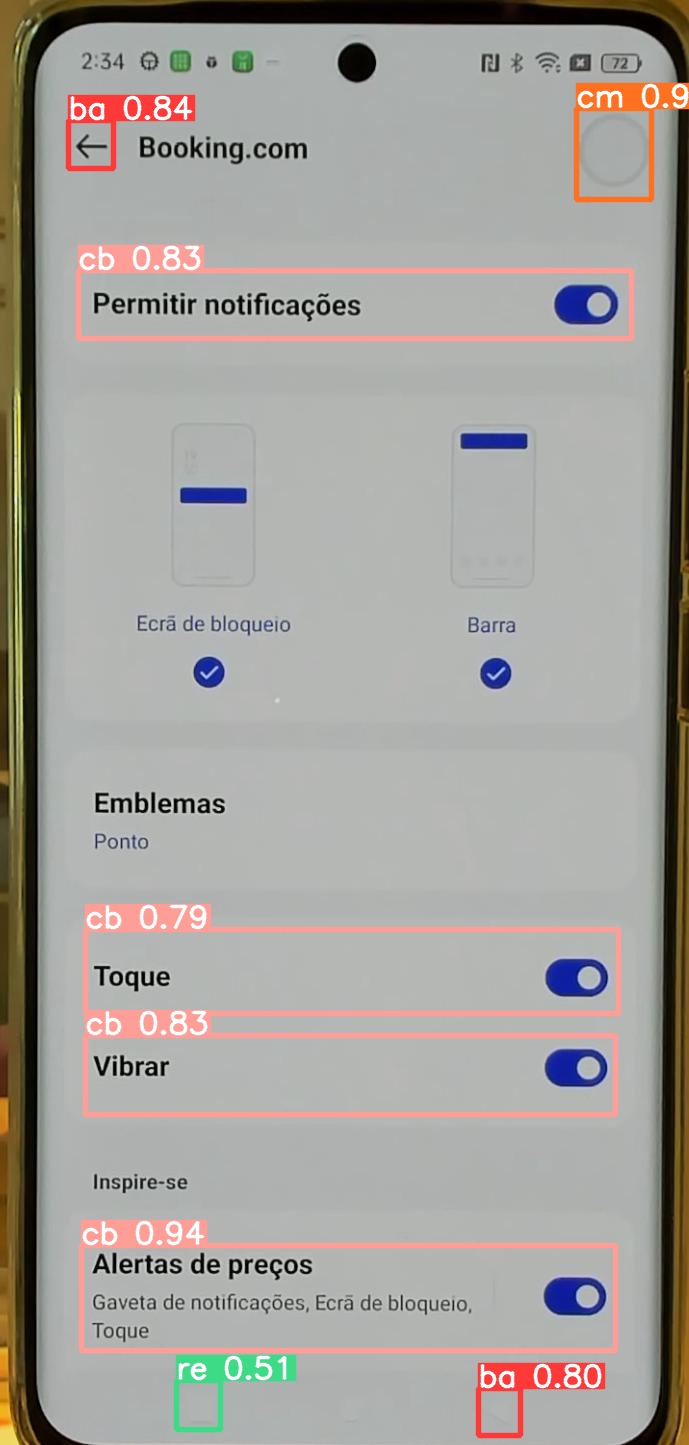 2:34
72
ba 0.84
cm 0.9
Booking.com
cb 0.83
Permitir notificações
Ecrã de bloqueio
Barra
Emblemas
Ponto
cb 0.79
Toque
cb 0.83
Vibrar
Inspire-se
cb 0.94
Alertas de preços
Gaveta de notificações, Ecrã de bloqueio,
Toque
re 0.51
ba 0.80